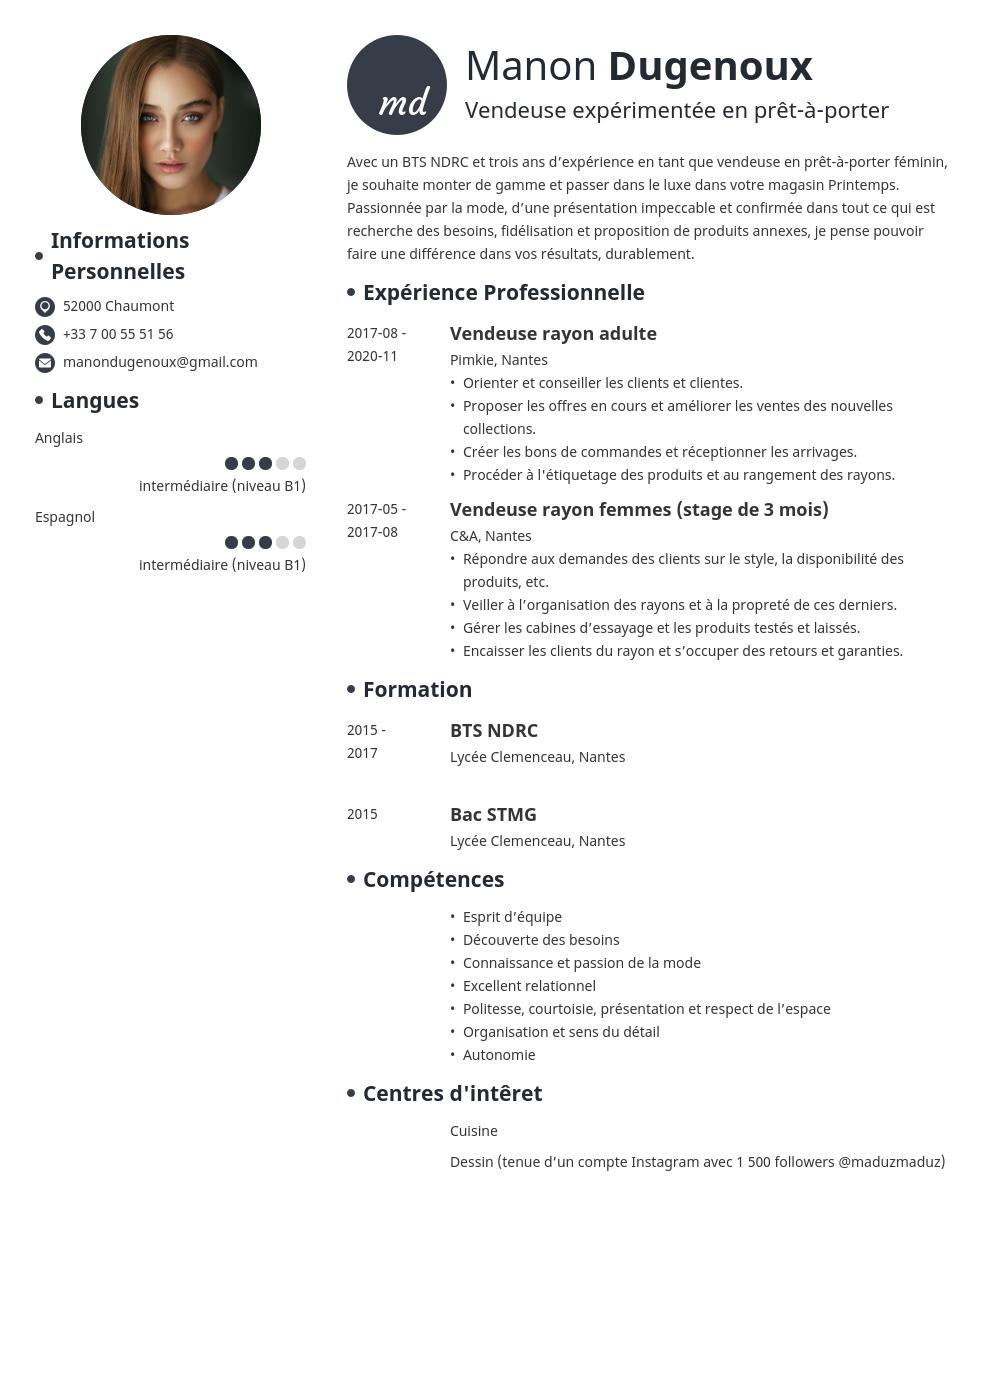 Informations
Personnelles
52000 Chaumont
+33 7 00 55 51 56
manondugenoux@gmail.com
Langues
Anglais
intermédiaire (niveau B1)
Espagnol
intermédiaire (niveau B1)
md
Manon Dugenoux
Vendeuse expérimentée en prêt-à-porter
Avec un BTS NDRC et trois ans d’expérience en tant que vendeuse en prêt-à-porter féminin,
je souhaite monter de gamme et passer dans le luxe dans votre magasin Printemps.
Passionnée par la mode, d’une présentation impeccable et confirmée dans tout ce qui est
recherche des besoins, fidélisation et proposition de produits annexes, je pense pouvoir
faire une différence dans vos résultats, durablement.
Expérience Professionnelle
2017-08 -
2020-11
Vendeuse rayon adulte
Pimkie, Nantes
• Orienter et conseiller les clients et clientes.
• Proposer les offres en cours et améliorer les ventes des nouvelles
collections.
• Créer les bons de commandes et réceptionner les arrivages.
• Procéder à l'étiquetage des produits et au rangement des rayons.
2017-05 -
2017-08
Vendeuse rayon femmes (stage de 3 mois)
C&A, Nantes
• Répondre aux demandes des clients sur le style, la disponibilité des
produits, etc.
• Veiller à l’organisation des rayons et à la propreté de ces derniers.
• Gérer les cabines d’essayage et les produits testés et laissés.
• Encaisser les clients du rayon et s’occuper des retours et garanties.
Formation
2015 -
2017
BTS NDRC
Lycée Clemenceau, Nantes
2015
Bac STMG
Lycée Clemenceau, Nantes
Compétences
• Esprit d’équipe
• Découverte des besoins
• Connaissance et passion de la mode
• Excellent relationnel
• Politesse, courtoisie, présentation et respect de l’espace
• Organisation et sens du détail
• Autonomie
Centres d'intêret
Cuisine
Dessin (tenue d’un compte Instagram avec 1 500 followers @maduzmaduz)